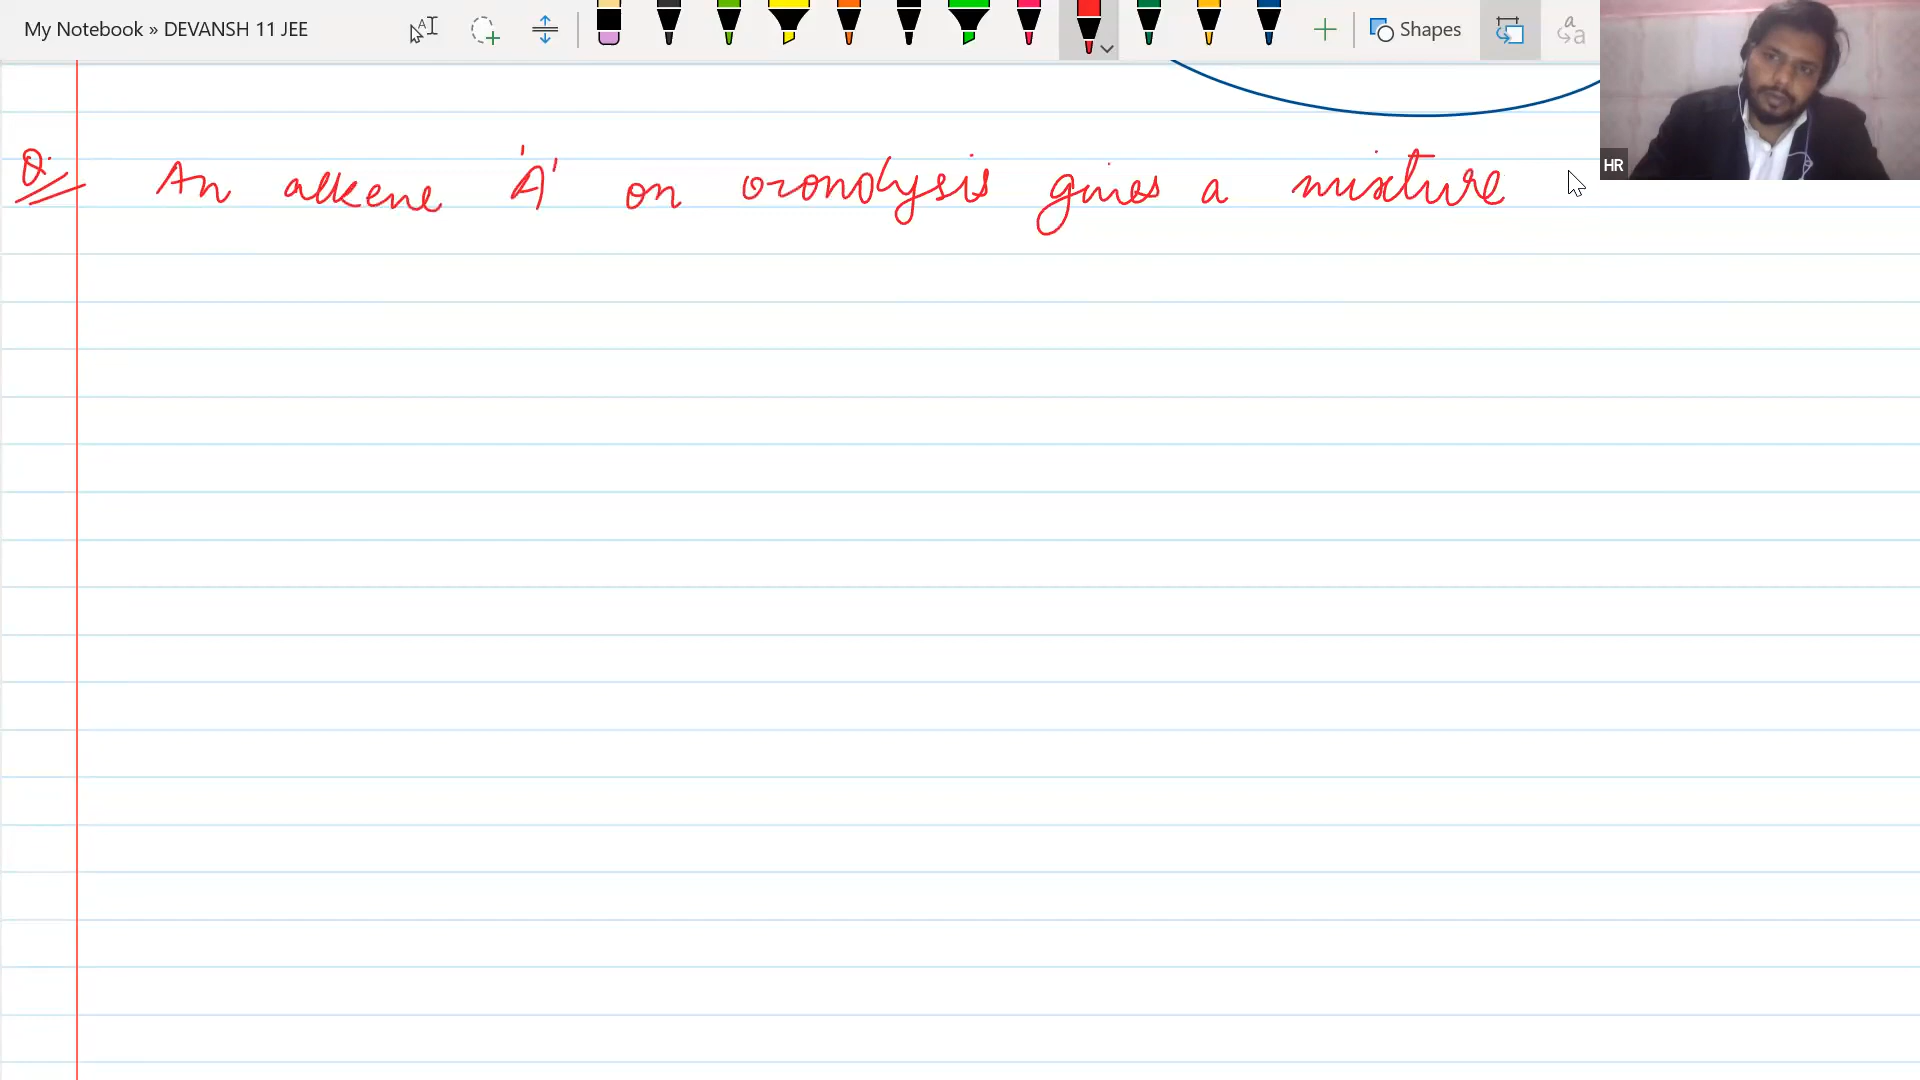 My Notebook » DEVANSH 11 JEE
Shapes
HR
Q. An alkene 'A' on ozonolysis gives a mixture